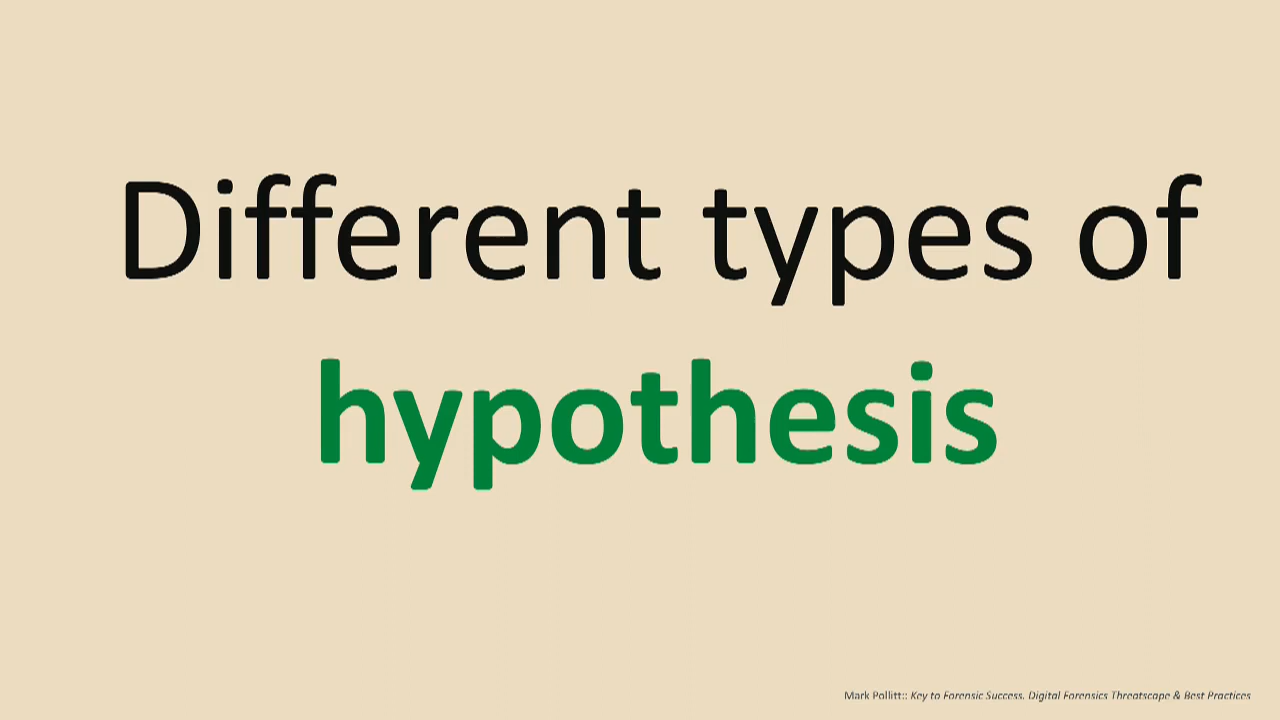 Different types of
hypothesis
Mark Pollitt:: Key to Forensic Success. Digital Forensics Threatscape & Best Practices